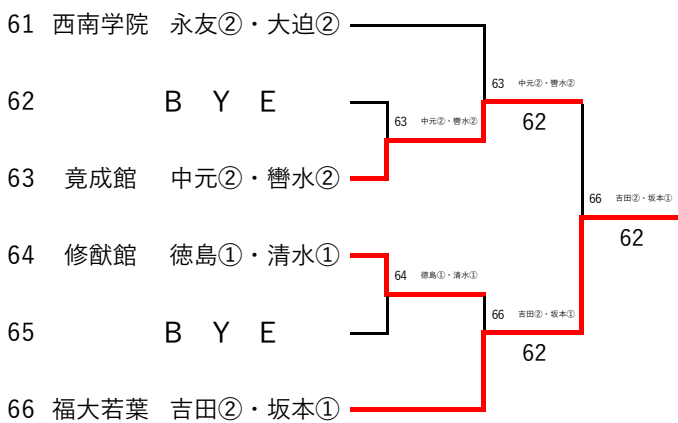 61 西南学院 永友②・大迫②
63 中元②・轡水②
62 BYE
62
63 中元②・轡水②
63 竟成館 中元②・轡水②
66 吉田②・坂本①
62
64 修猷館 徳島①・清水①
64 徳島①・清水①
66 吉田②・坂本①
65 BYE
62
66 福大若葉 吉田②・坂本①